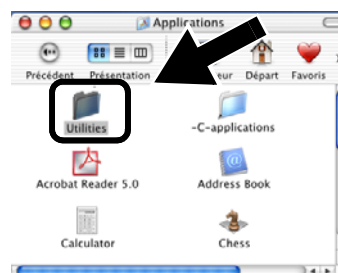 Applications
Précédent Présentation eur Départ Favoris
Utilities -C-applications
Acrobat Reader 5.0 Address Book
Calculator Chess